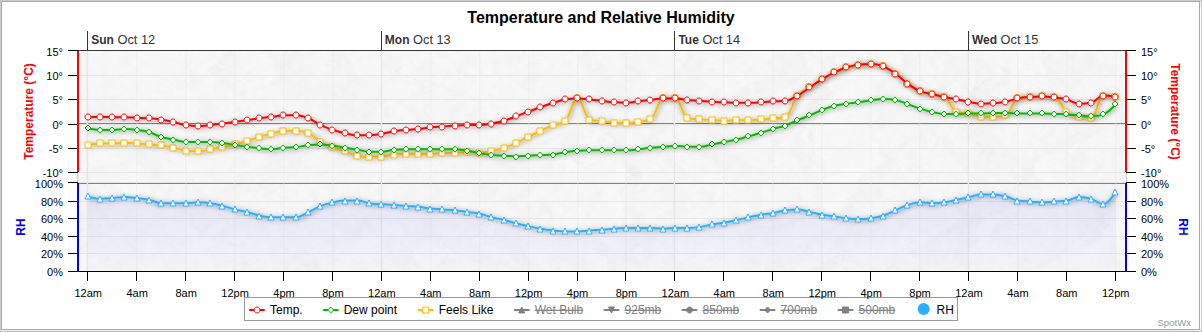 Temperature and Relative Humidity
Sun Oct 12
Mon Oct 13
Tue Oct 14
Wed Oct 15
15° 15°
10° 10°
5° 5°
0° 0°
-5° -5°
-10° -10°
Temperature (°C)
Temperature (°C)
100% 100%
80% 80%
60% 60%
40% 40%
20% 20%
0% 0%
RH
RH
12am 4am 8am 12pm 4pm 8pm 12am 4am 8am 12pm 4pm 8pm 12am 4am 8am 12pm 4pm 8pm 12am 4am 8am 12pm
Temp. Dew point Feels Like Wet Bulb 925mb 850mb 700mb 500mb RH
SpotWx